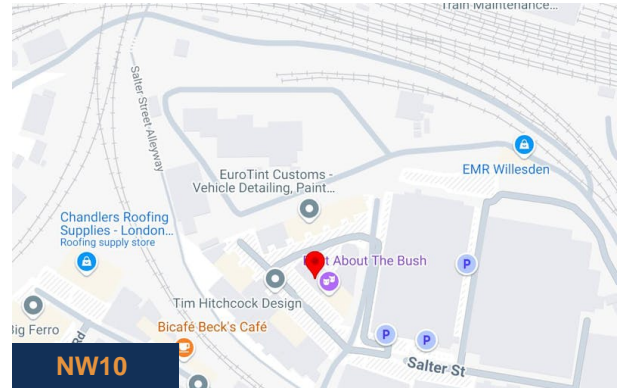 Train Maintenance...
Salter Street Alleyway
EMR Willesden
EuroTint Customs -
Vehicle Detailing, Paint...
Chandlers Roofing
Supplies - London...
Roofing supply store
t About The Bush
P
Tim Hitchcock Design
Big Ferro
Rd
Bicafé Beck's Café
P
P
Salter St
NW10